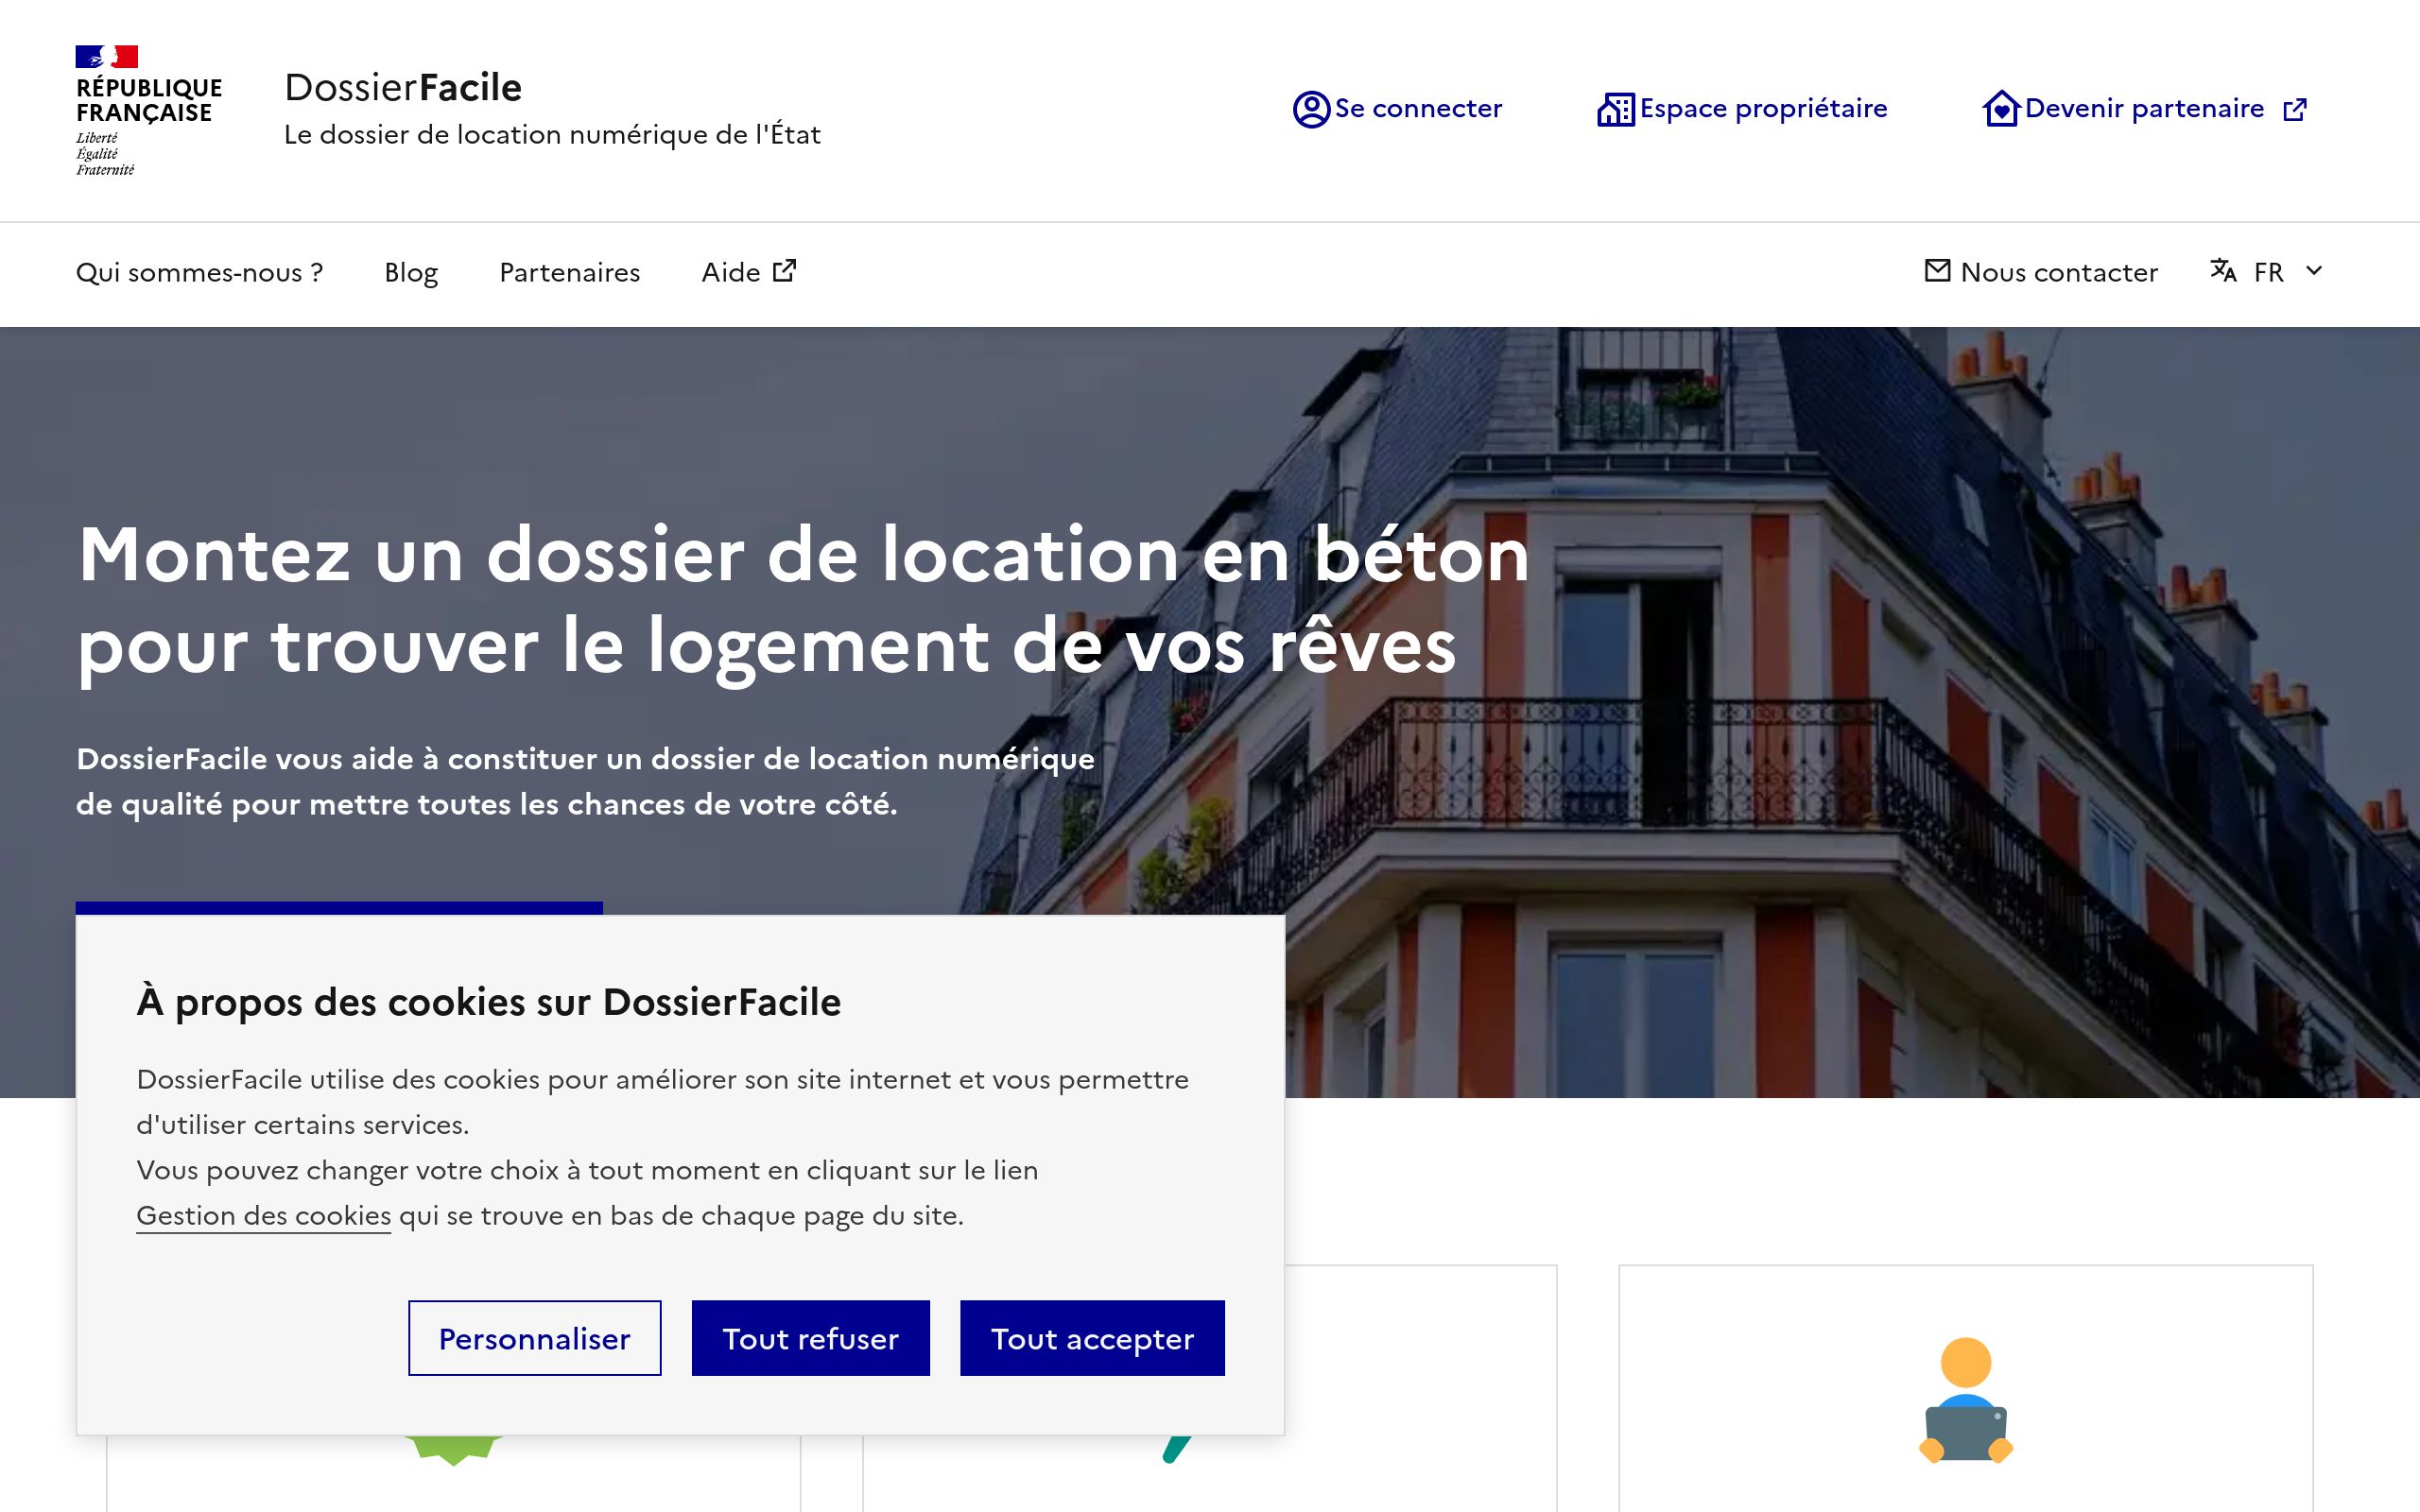 RÉPUBLIQUE
FRANÇAISE
Liberté
Égalité
Fraternité
DossierFacile
Le dossier de location numérique de l'État
Se connecter
Espace propriétaire
Devenir partenaire
Qui sommes-nous ?
Blog
Partenaires
Aide
Nous contacter
FR
Montez un dossier de location en béton
pour trouver le logement de vos rêves
DossierFacile vous aide à constituer un dossier de location numérique
de qualité pour mettre toutes les chances de votre côté.
À propos des cookies sur DossierFacile
DossierFacile utilise des cookies pour améliorer son site internet et vous permettre
d'utiliser certains services.
Vous pouvez changer votre choix à tout moment en cliquant sur le lien
Gestion des cookies qui se trouve en bas de chaque page du site.
Personnaliser
Tout refuser
Tout accepter